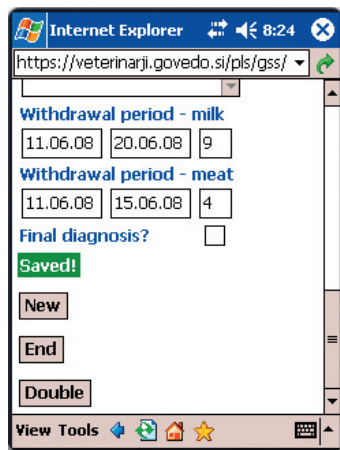 Internet Explorer 8:24
https://veterinarji.govedo.si/pls/gss/
Withdrawal period - milk
11.06.08 20.06.08 9
Withdrawal period - meat
11.06.08 15.06.08 4
Final diagnosis?
Saved!
New
End
Double
View Tools